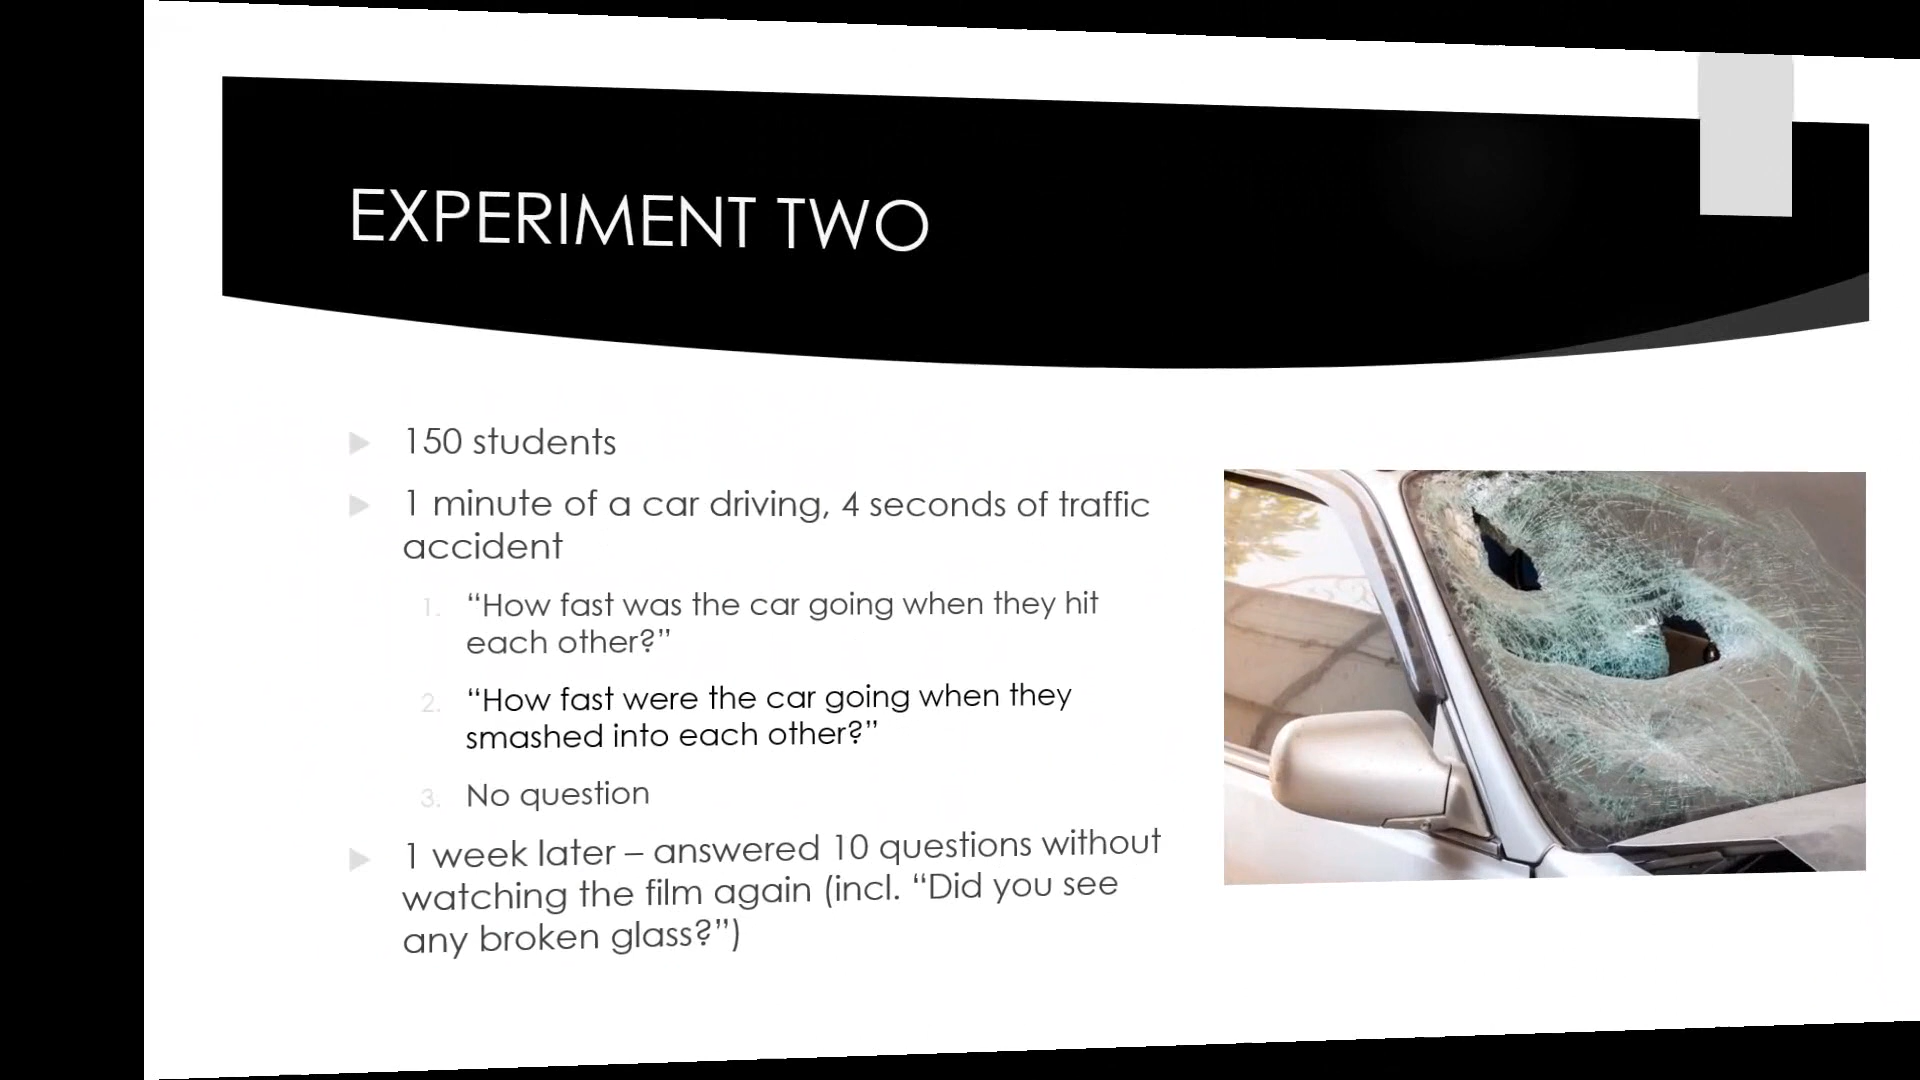 EXPERIMENT TWO
150 students
1 minute of a car driving, 4 seconds of traffic
accident
1. “How fast was the car going when they hit
each other?”
2. “How fast were the car going when they
smashed into each other?”
3. No question
1 week later – answered 10 questions without
watching the film again (incl. “Did you see
any broken glass?”)